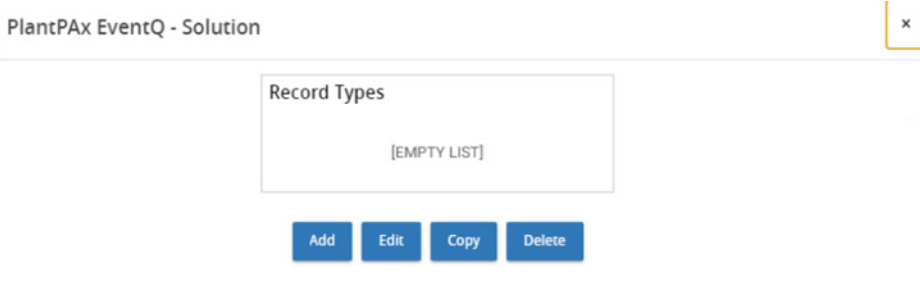 PlantPAx EventQ - Solution
×
Record Types
[EMPTY LIST]
Add Edit Copy Delete